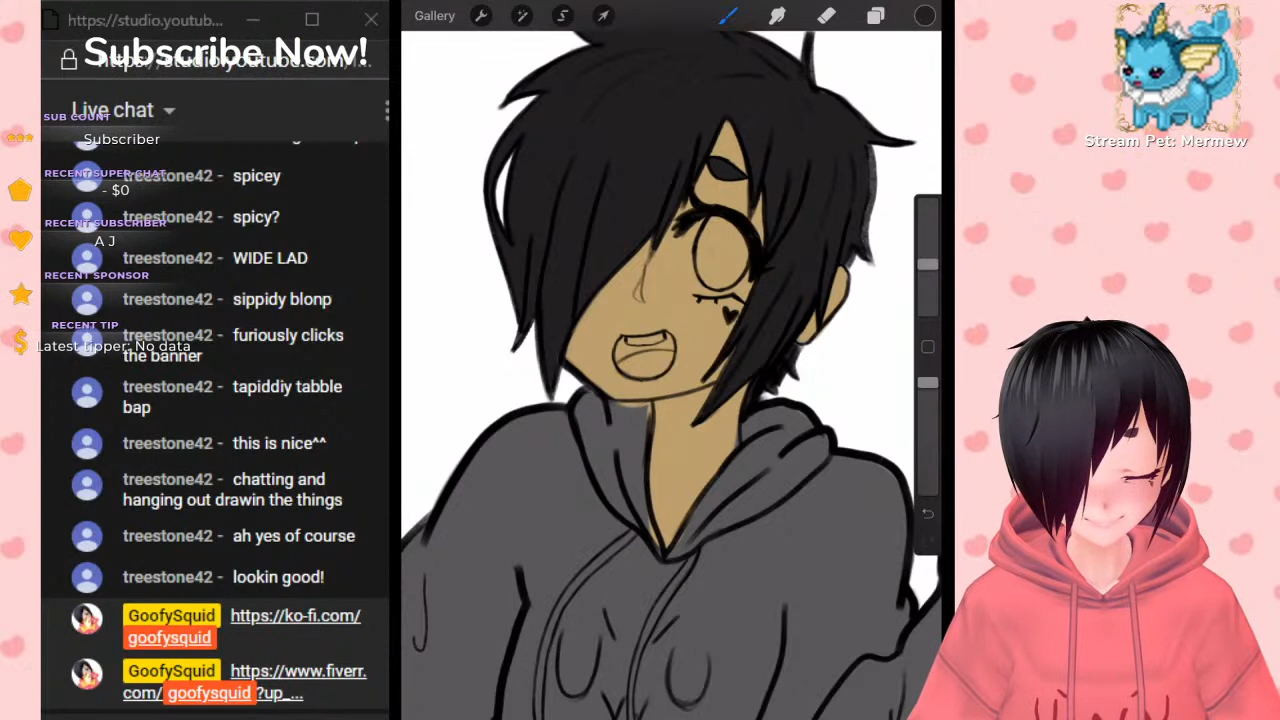 https://studio.youtub...
Subscribe Now!
https://studio.youtube.com/...
Live chat
SUB COUNT
Subscriber
treestone42 - spicey
RECENT SUPER CHAT
- $0
treestone42 - spicy?
RECENT SUBSCRIBER
A J
treestone42 - WIDE LAD
RECENT SPONSOR
treestone42 - sippidy blonp
RECENT TIP
treestone42 - furiously clicks
Latest tipper: No data
the banner
treestone42 - tapiddiy tabble
bap
treestone42 - this is nice^^
treestone42 - chatting and
hanging out drawin the things
treestone42 - ah yes of course
treestone42 - lookin good!
GoofySquid https://ko-fi.com/
goofysquid
GoofySquid https://www.fiverr.
com/goofysquid?up_...
Gallery
Stream Pet: Mermew